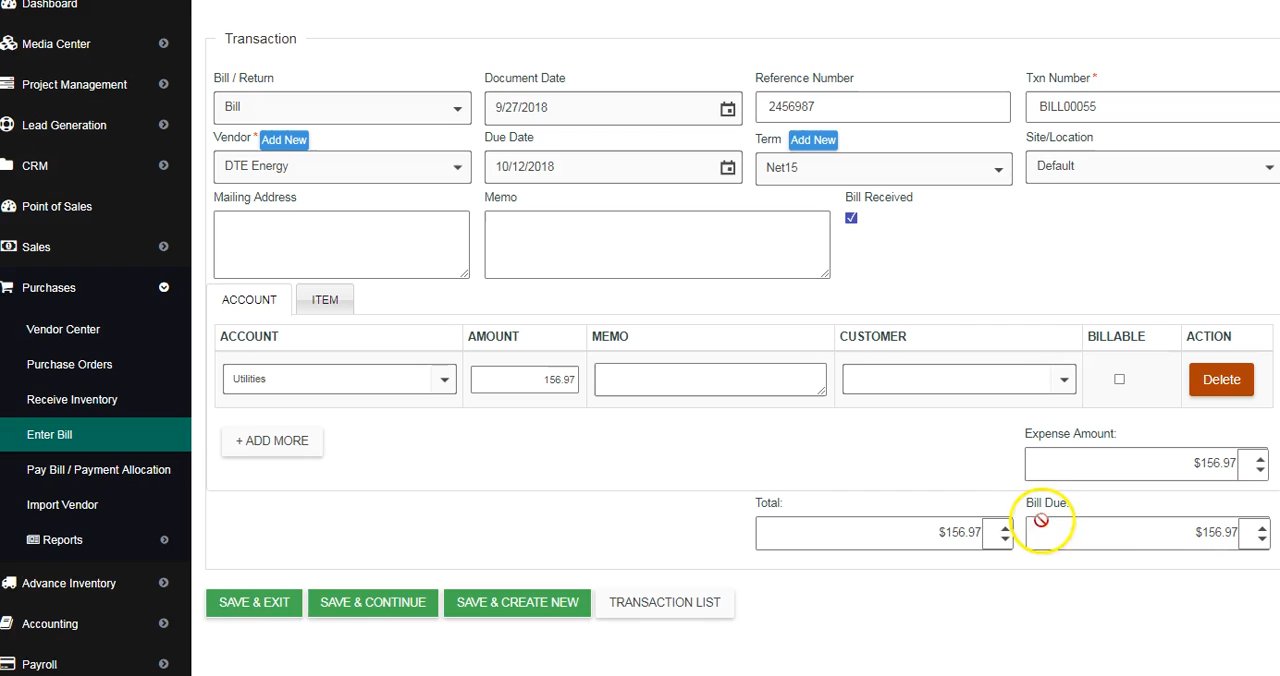 Dashboard
Media Center
Project Management
Lead Generation
CRM
Point of Sales
Sales
Purchases
Vendor Center
Purchase Orders
Receive Inventory
Enter Bill
Pay Bill / Payment Allocation
Import Vendor
Reports
Advance Inventory
Accounting
Payroll
Transaction
Bill / Return
Document Date
Reference Number
Txn Number *
Bill
9/27/2018
2456987
BILL00055
Vendor * Add New
Due Date
Term Add New
Site/Location
DTE Energy
10/12/2018
Net15
Default
Mailing Address
Memo
Bill Received
ACCOUNT
ITEM
ACCOUNT AMOUNT MEMO CUSTOMER BILLABLE ACTION
Utilities 156.97 Delete
+ ADD MORE
Expense Amount:
$156.97
Total:
Bill Due:
$156.97
$156.97
SAVE & EXIT
SAVE & CONTINUE
SAVE & CREATE NEW
TRANSACTION LIST